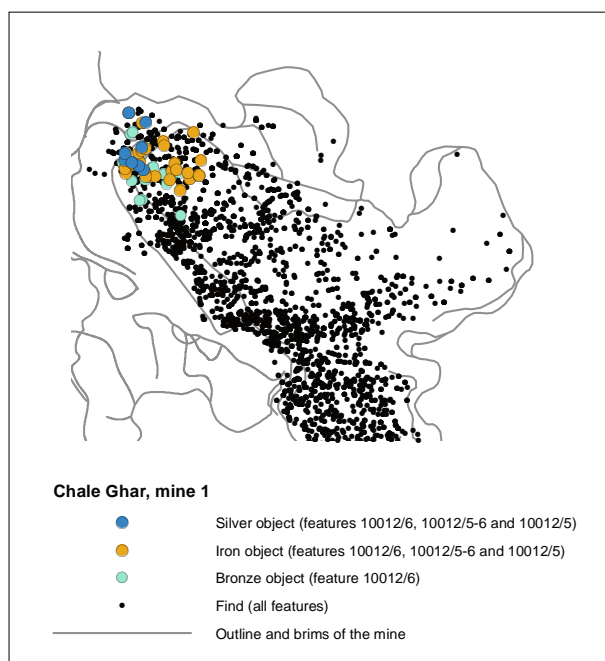 Chale Ghar, mine 1
Silver object (features 10012/6, 10012/5-6 and 10012/5)
Iron object (features 10012/6, 10012/5-6 and 10012/5)
Bronze object (feature 10012/6)
Find (all features)
Outline and brims of the mine